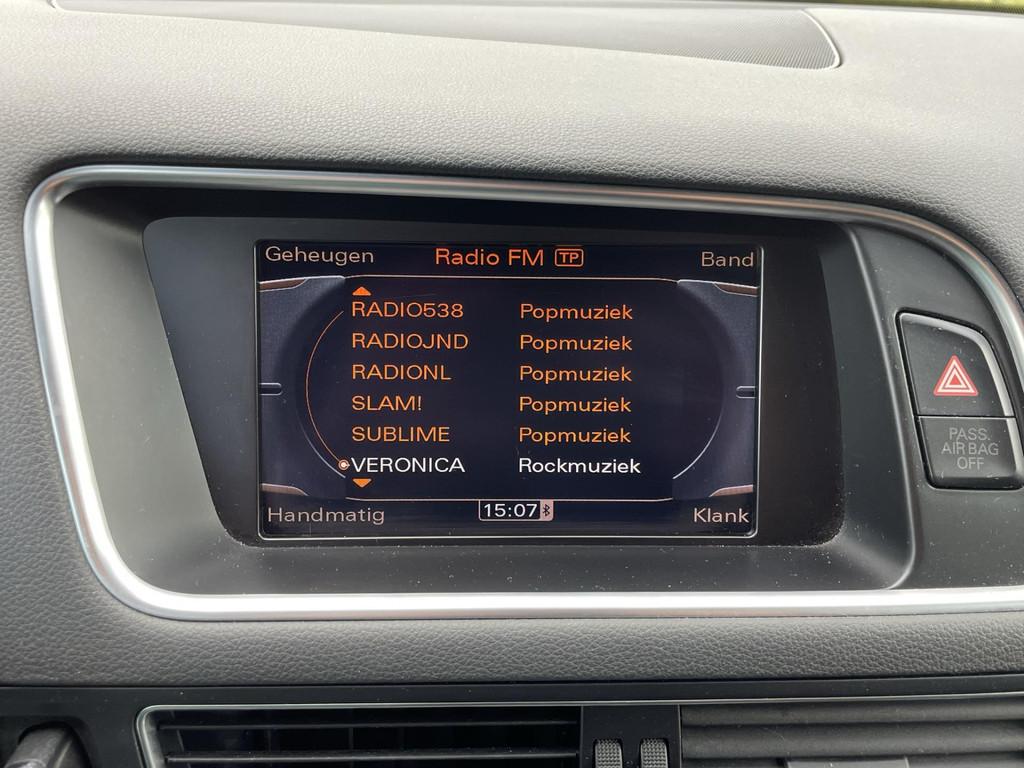 Geheugen Radio FM TP Band
RADIO538 Popmuziek
RADIOJND Popmuziek
RADIONL Popmuziek
SLAM! Popmuziek
SUBLIME Popmuziek
VERONICA Rockmuziek
Handmatig 15:07 Klank
PASS.
AIR BAG
OFF